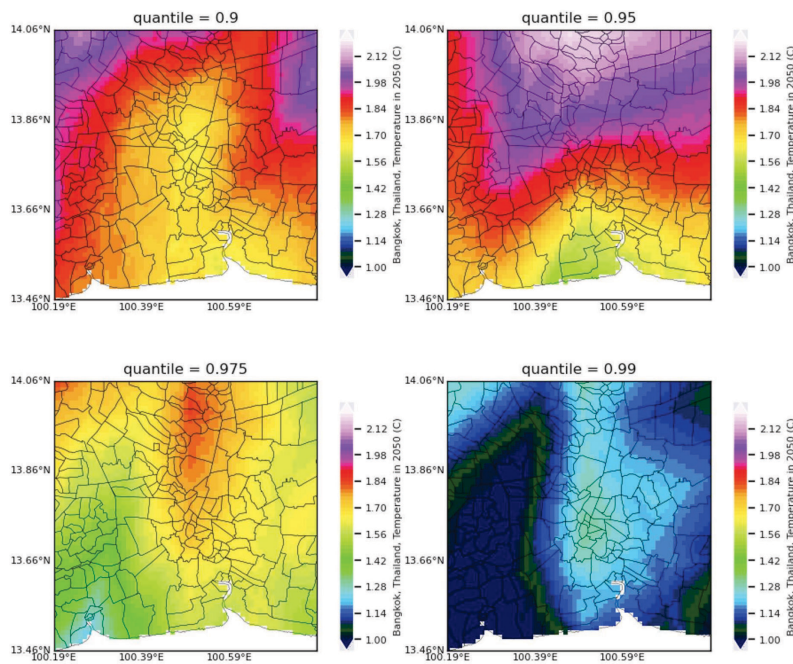 quantile = 0.9
14.06°N
13.86°N
13.66°N
13.46°N
100.19°E
100.39°E
100.59°E
2.12
1.98
1.84
1.70
1.56
1.42
1.28
1.14
1.00
Bangkok, Thailand, Temperature in 2050 (C)
quantile = 0.95
14.06°N
13.86°N
13.66°N
13.46°N
100.19°E
100.39°E
100.59°E
2.12
1.98
1.84
1.70
1.56
1.42
1.28
1.14
1.00
Bangkok, Thailand, Temperature in 2050 (C)
quantile = 0.975
14.06°N
13.86°N
13.66°N
13.46°N
100.19°E
100.39°E
100.59°E
2.12
1.98
1.84
1.70
1.56
1.42
1.28
1.14
1.00
Bangkok, Thailand, Temperature in 2050 (C)
quantile = 0.99
14.06°N
13.86°N
13.66°N
13.46°N
100.19°E
100.39°E
100.59°E
2.12
1.98
1.84
1.70
1.56
1.42
1.28
1.14
1.00
Bangkok, Thailand, Temperature in 2050 (C)